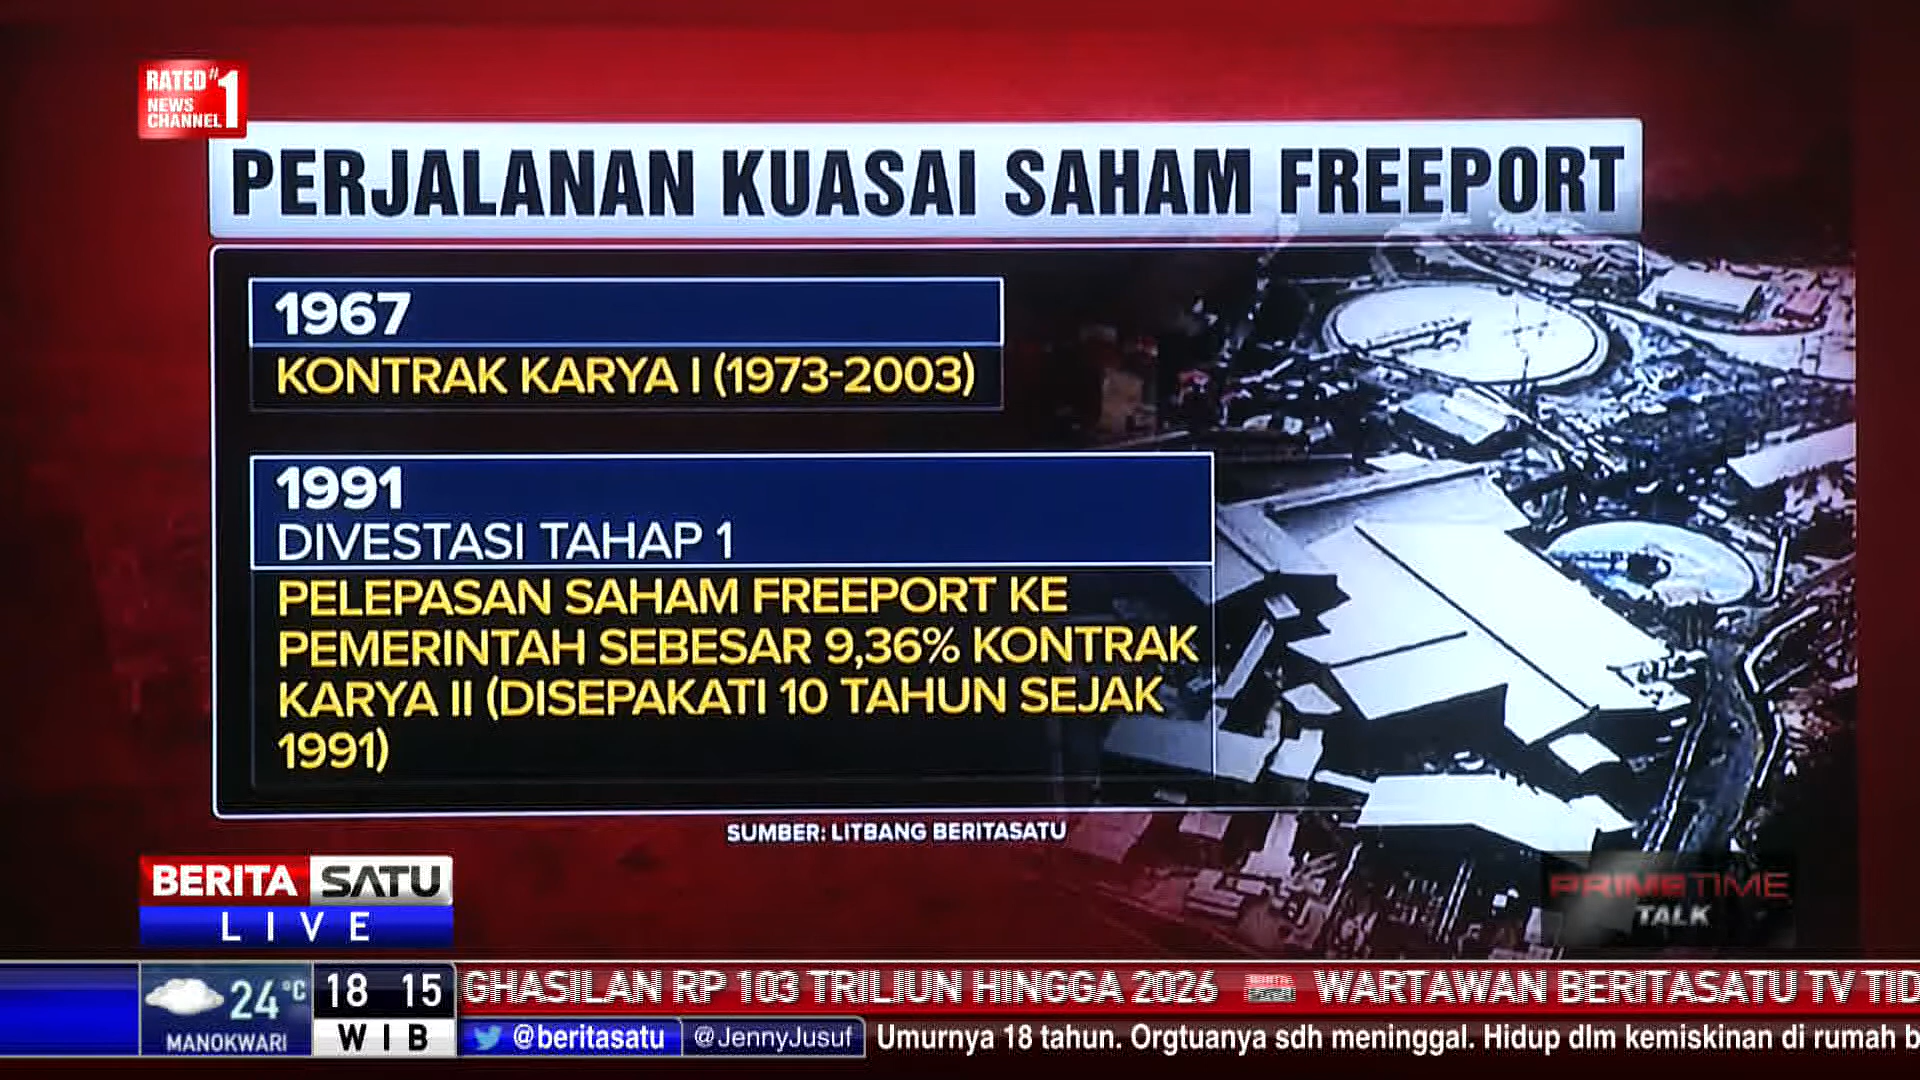 RATED #1
NEWS
CHANNEL
PERJALANAN KUASAI SAHAM FREEPORT
1967
KONTRAK KARYA I (1973-2003)
1991
DIVESTASI TAHAP 1
PELEPASAN SAHAM FREEPORT KE
PEMERINTAH SEBESAR 9,36% KONTRAK
KARYA II (DISEPAKATI 10 TAHUN SEJAK
1991)
SUMBER: LITBANG BERITASATU
BERITA SATU
LIVE
PRIMETIME
TALK
24°C
MANOKWARI
18 15
WIB
GHASILAN RP 103 TRILIUN HINGGA 2026 WARTAWAN BERITASATU TV TID
@beritasatu @JennyJusuf Umurnya 18 tahun. Orgtuanya sdh meninggal. Hidup dlm kemiskinan di rumah b